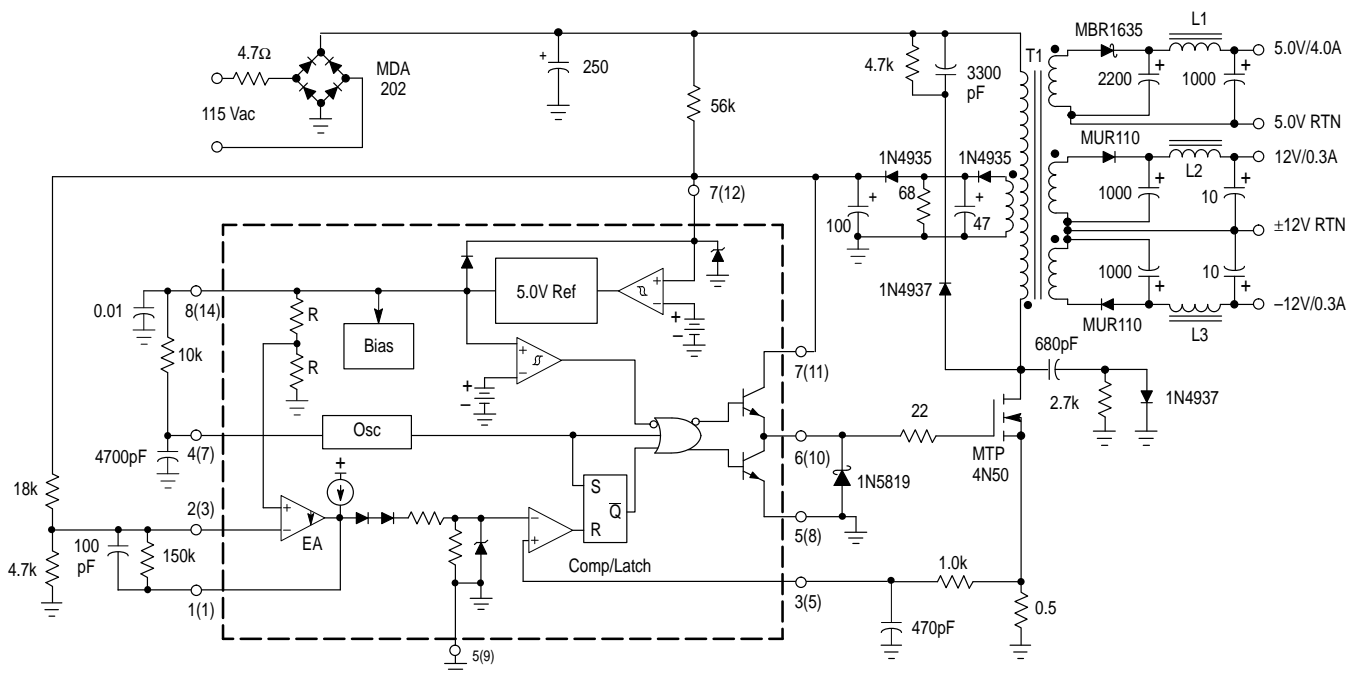 4.7Ω
MDA
202
115 Vac
+
250
56k
4.7k
3300
pF
T1
MBR1635
L1
+
2200
+
1000
5.0V/4.0A
5.0V RTN
MUR110
L2
12V/0.3A
+
1000
+
10
±12V RTN
1000
+
10
+
MUR110
L3
–12V/0.3A
1N4935
1N4935
68
+
100
+
47
1N4937
7(12)
0.01
8(14)
10k
R
R
Bias
5.0V Ref
+
–
+
–
+
–
+
–
7(11)
680pF
2.7k
1N4937
4700pF
4(7)
Osc
22
6(10)
MTP
4N50
1N5819
18k
2(3)
+
S
Q
R
+
–
EA
–
+
5(8)
100
pF
150k
4.7k
Comp/Latch
1.0k
1(1)
3(5)
0.5
470pF
5(9)